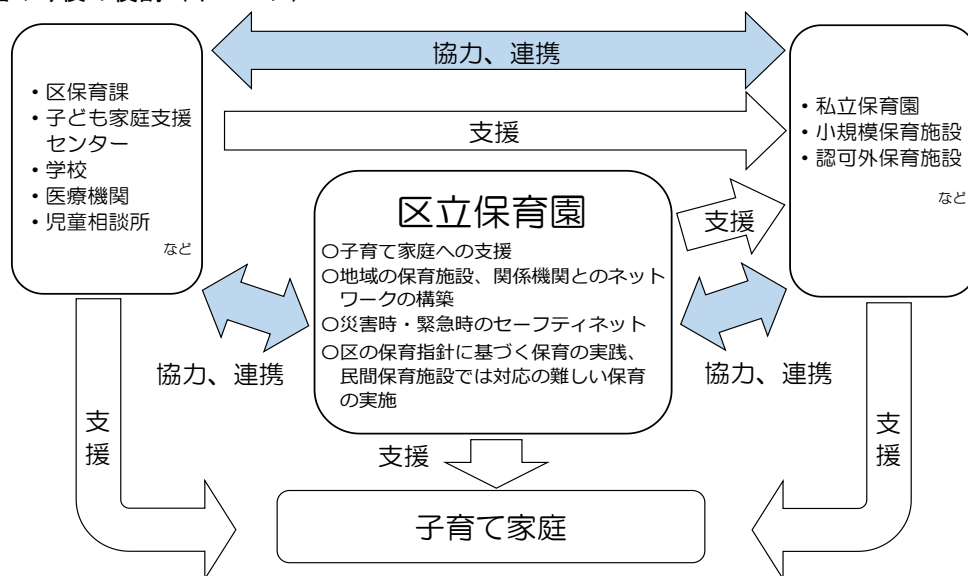 協力、連携
・区保育課
・子ども家庭支援
センター
・学校
・医療機関
・児童相談所
など
支援
・私立保育園
・小規模保育施設
・認可外保育施設
など
区立保育園
〇子育て家庭への支援
〇地域の保育施設、関係機関とのネット
ワークの構築
〇災害時・緊急時のセーフティネット
〇区の保育指針に基づく保育の実践、
民間保育施設では対応の難しい保育
の実施
支援
協力、連携
協力、連携
支援
支援
支援
子育て家庭